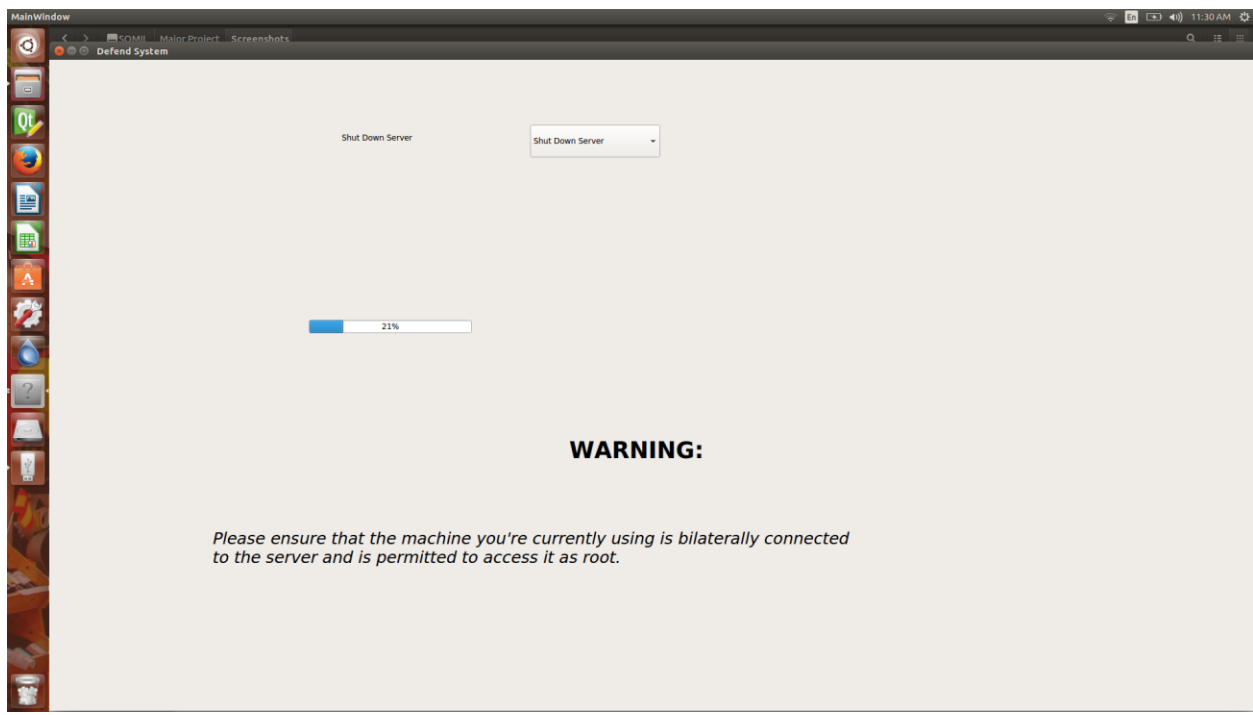 MainWindow
En
11:30 AM
SOMIL Major Project Screenshots
Defend System
Shut Down Server
Shut Down Server
21%
WARNING:
Please ensure that the machine you're currently using is bilaterally connected
to the server and is permitted to access it as root.